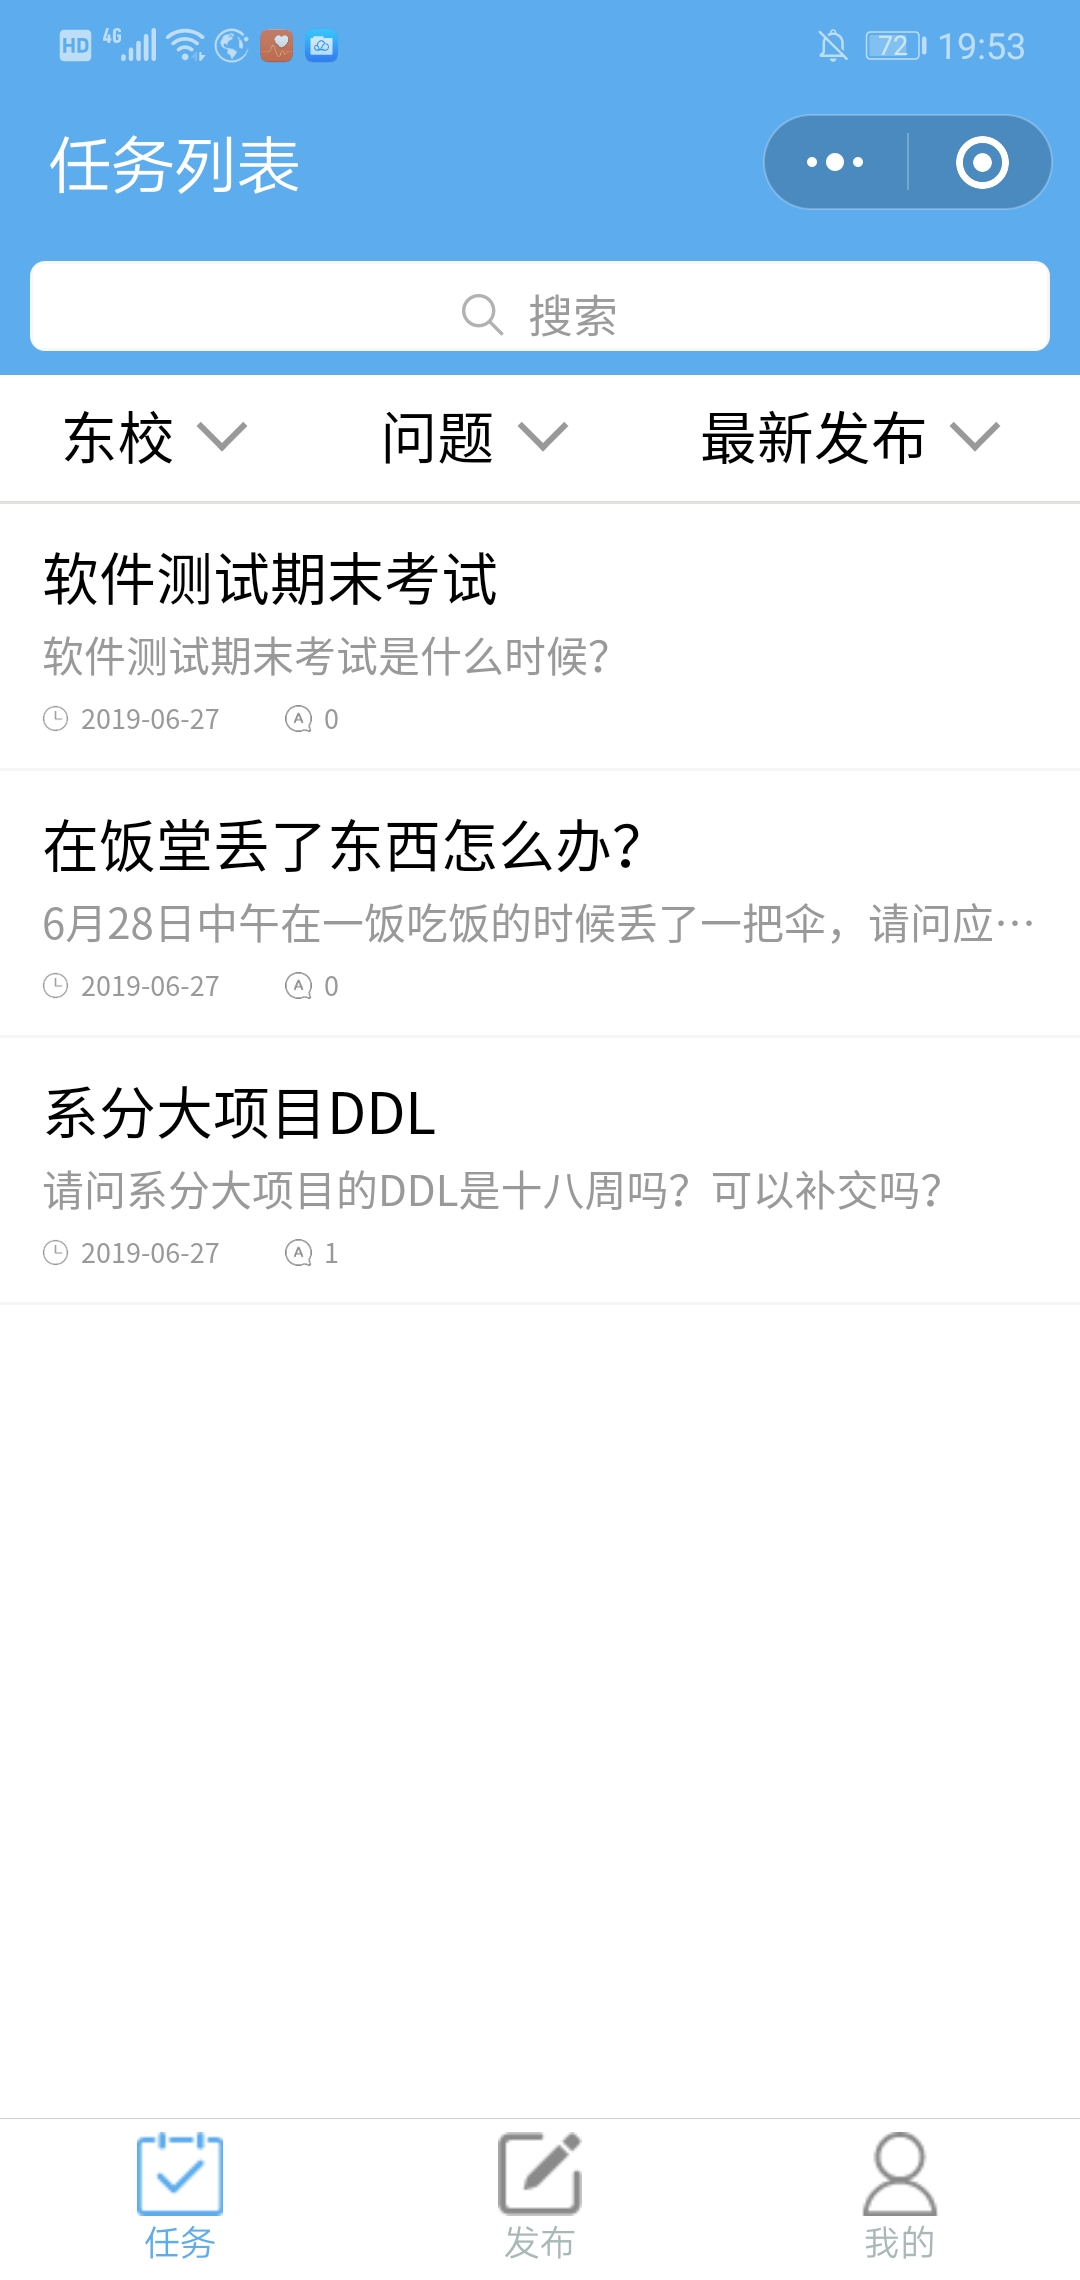 HD 4G 72 19:53
任务列表
搜索
东校 问题 最新发布
软件测试期末考试
软件测试期末考试是什么时候？
2019-06-27 A 0
在饭堂丢了东西怎么办？
6月28日中午在一饭吃饭的时候丢了一把伞，请问应…
2019-06-27 A 0
系分大项目DDL
请问系分大项目的DDL是十八周吗？可以补交吗？
2019-06-27 A 1
任务 发布 我的